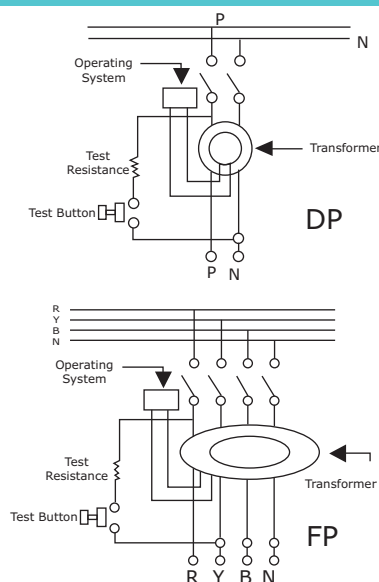 P
N
Operating
System
Test
Resistance
Transformer
Test Button
DP
P N
R
Y
B
N
Operating
System
Test
Resistance
Transformer
Test Button
FP
R Y B N